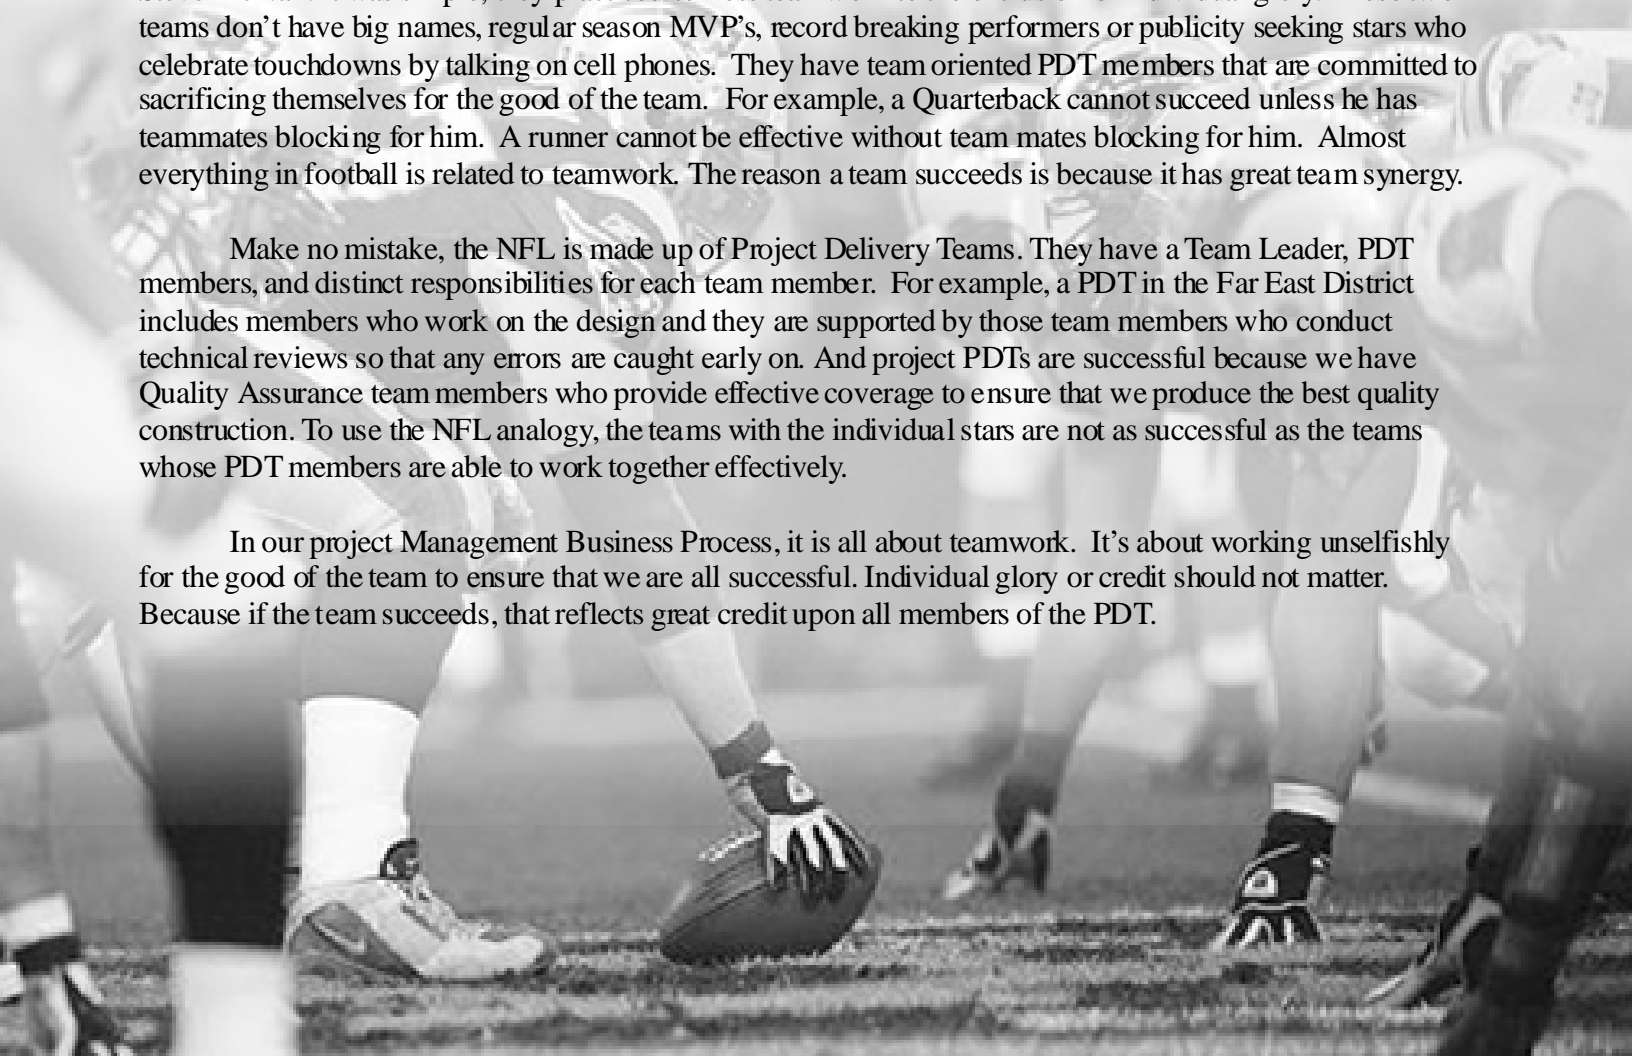 teams don't have big names, regular season MVP's, record breaking performers or publicity seeking stars who
celebrate touchdowns by talking on cell phones.  They have team oriented PDT members that are committed to
sacrificing themselves for the good of the team.  For example, a Quarterback cannot succeed unless he has
teammates blocking for him.  A runner cannot be effective without team mates blocking for him.  Almost
everything in football is related to teamwork. The reason a team succeeds is because it has great team synergy.
Make no mistake, the NFL is made up of Project Delivery Teams. They have a Team Leader, PDT
members, and distinct responsibilities for each team member.  For example, a PDT in the Far East District
includes members who work on the design and they are supported by those team members who conduct
technical reviews so that any errors are caught early on. And project PDTs are successful because we have
Quality Assurance team members who provide effective coverage to ensure that we produce the best quality
construction. To use the NFL analogy, the teams with the individual stars are not as successful as the teams
whose PDT members are able to work together effectively.
In our project Management Business Process, it is all about teamwork.  It's about working unselfishly
for the good of the team to ensure that we are all successful. Individual glory or credit should not matter.
Because if the team succeeds, that reflects great credit upon all members of the PDT.